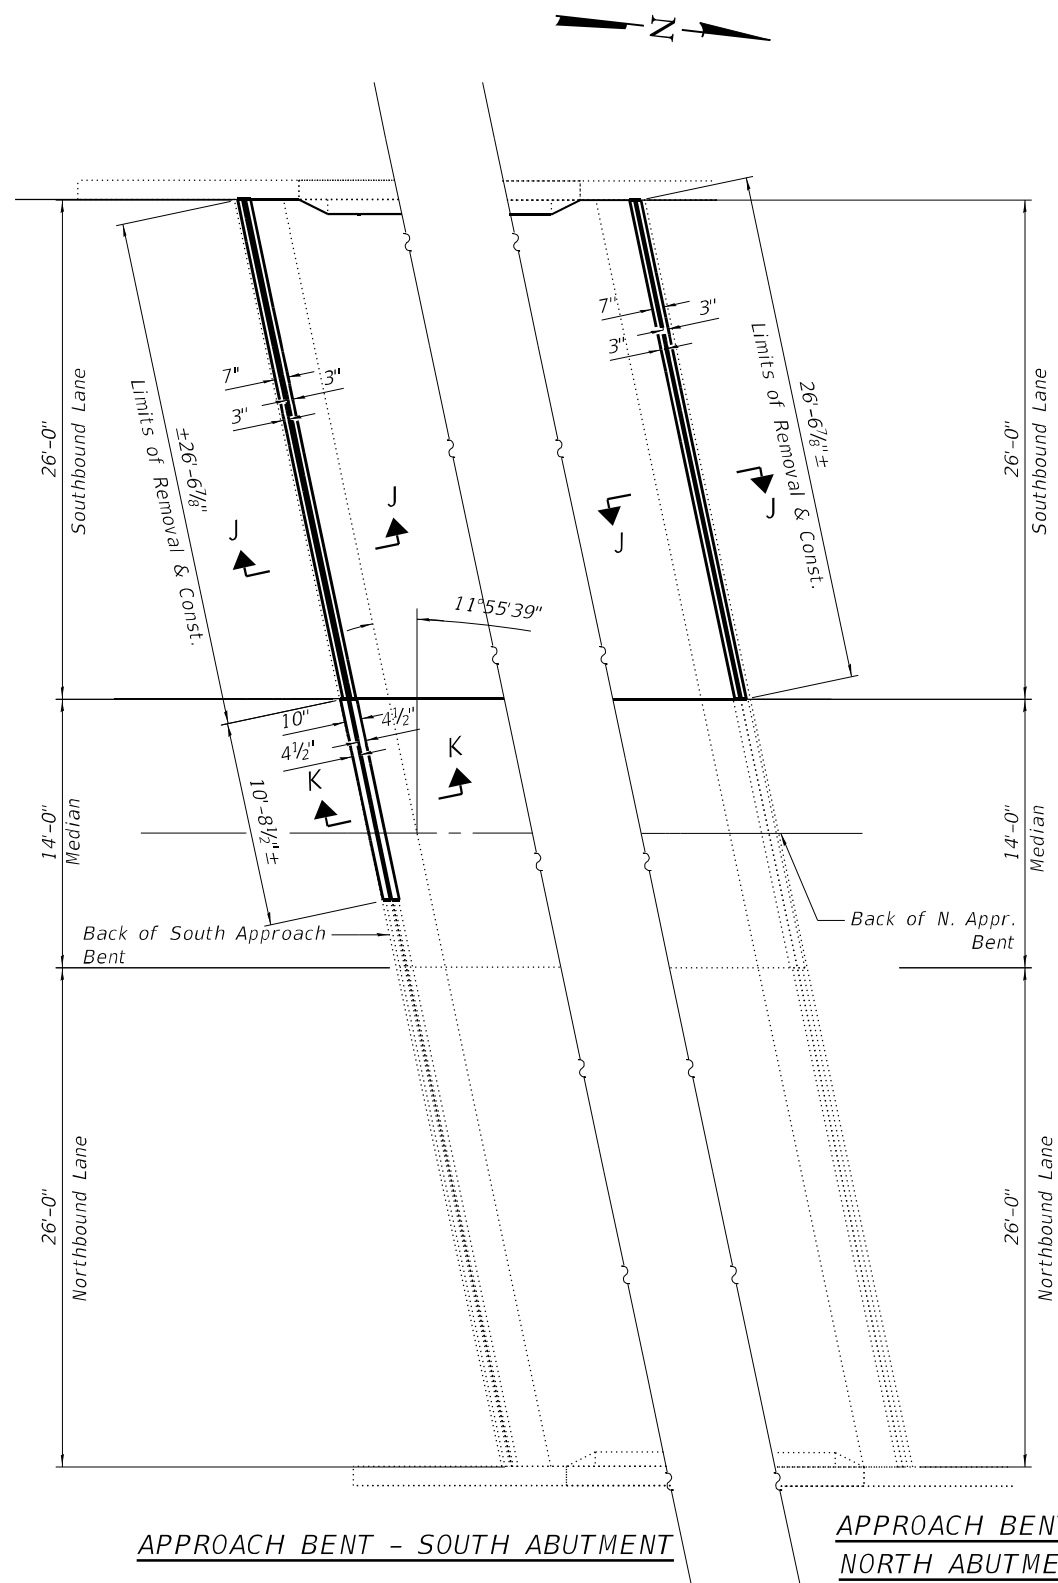 N
26'-0"
Southbound Lane
±26'-6⅞"
Limits of Removal & Const.
7"
3"
3"
J
J
7"
3"
3"
J
J
26'-6⅞"±
Limits of Removal & Const.
26'-0"
Southbound Lane
11°55'39"
10"
4½"
4½"
K
K
10'-8½"±
14'-0"
Median
14'-0"
Median
Back of South Approach
Bent
Back of N. Appr.
Bent
26'-0"
Northbound Lane
26'-0"
Northbound Lane
APPROACH BENT - SOUTH ABUTMENT
APPROACH BENT
NORTH ABUTME